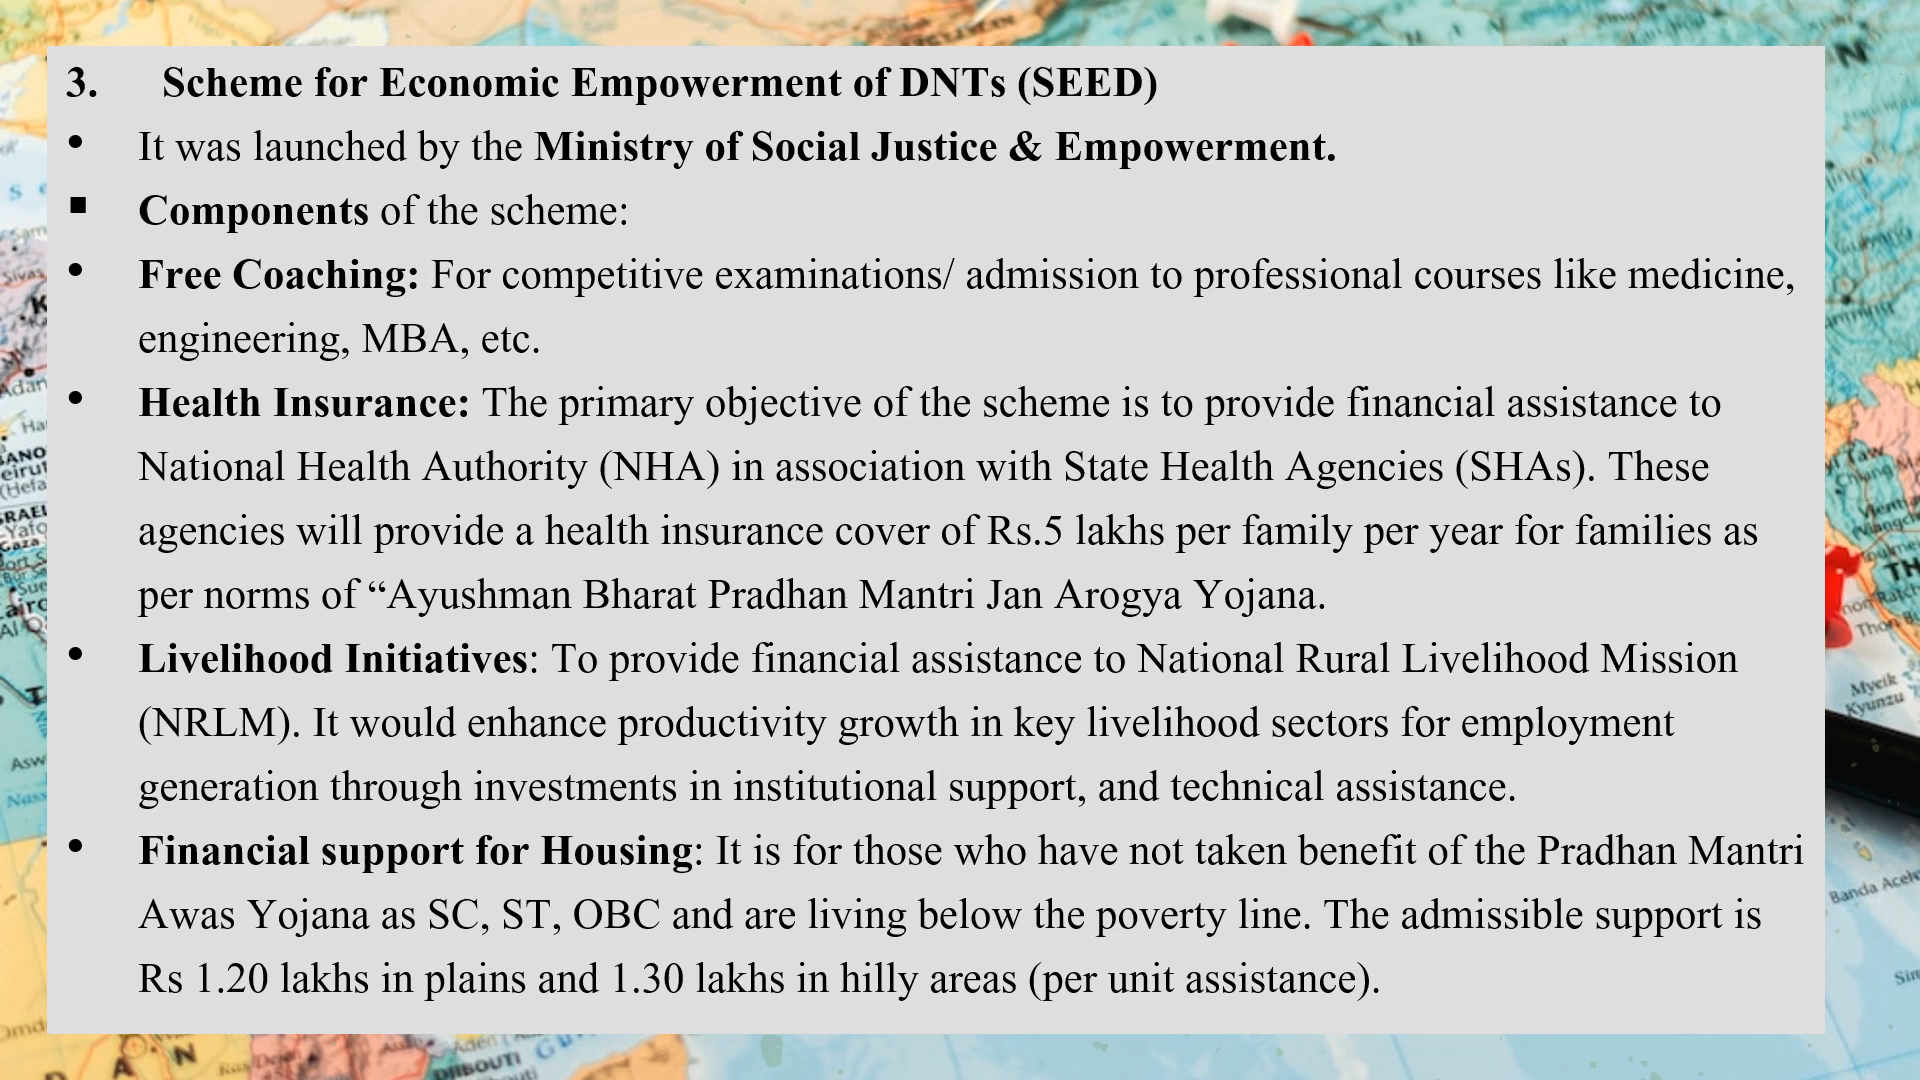 3. Scheme for Economic Empowerment of DNTs (SEED)
• It was launched by the Ministry of Social Justice & Empowerment.
▪ Components of the scheme:
• Free Coaching: For competitive examinations/ admission to professional courses like medicine,
engineering, MBA, etc.
• Health Insurance: The primary objective of the scheme is to provide financial assistance to
National Health Authority (NHA) in association with State Health Agencies (SHAs). These
agencies will provide a health insurance cover of Rs.5 lakhs per family per year for families as
per norms of “Ayushman Bharat Pradhan Mantri Jan Arogya Yojana.
• Livelihood Initiatives: To provide financial assistance to National Rural Livelihood Mission
(NRLM). It would enhance productivity growth in key livelihood sectors for employment
generation through investments in institutional support, and technical assistance.
• Financial support for Housing: It is for those who have not taken benefit of the Pradhan Mantri
Awas Yojana as SC, ST, OBC and are living below the poverty line. The admissible support is
Rs 1.20 lakhs in plains and 1.30 lakhs in hilly areas (per unit assistance).
Myeik
Kyunzu
Banda Aceh
DJIBOUTI